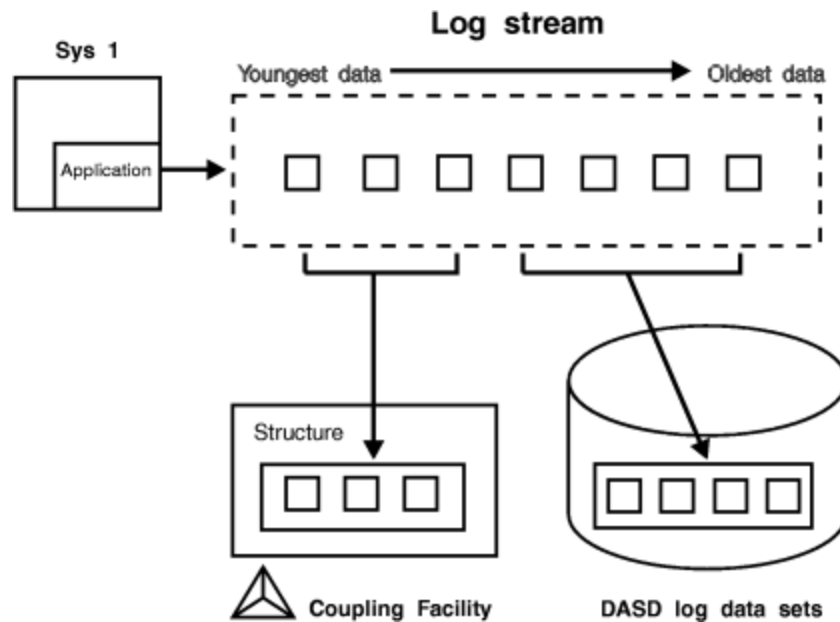 Log stream
Sys 1
Youngest data
Oldest data
Application
Structure
Coupling Facility
DASD log data sets